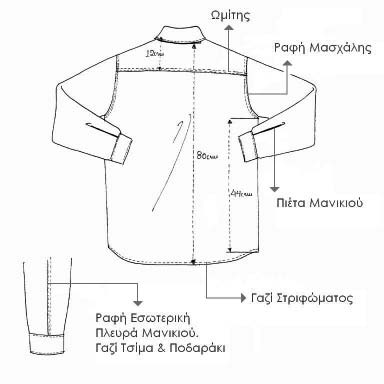 Ωμίτης
Ραφή Μασχάλης
12cm
80cm
44cm
Πιέτα Μανικιού
Γαζί Στριφώματος
Ραφή Εσωτερική
Πλευρά Μανικιού.
Γαζί Τσίμα & Ποδαράκι